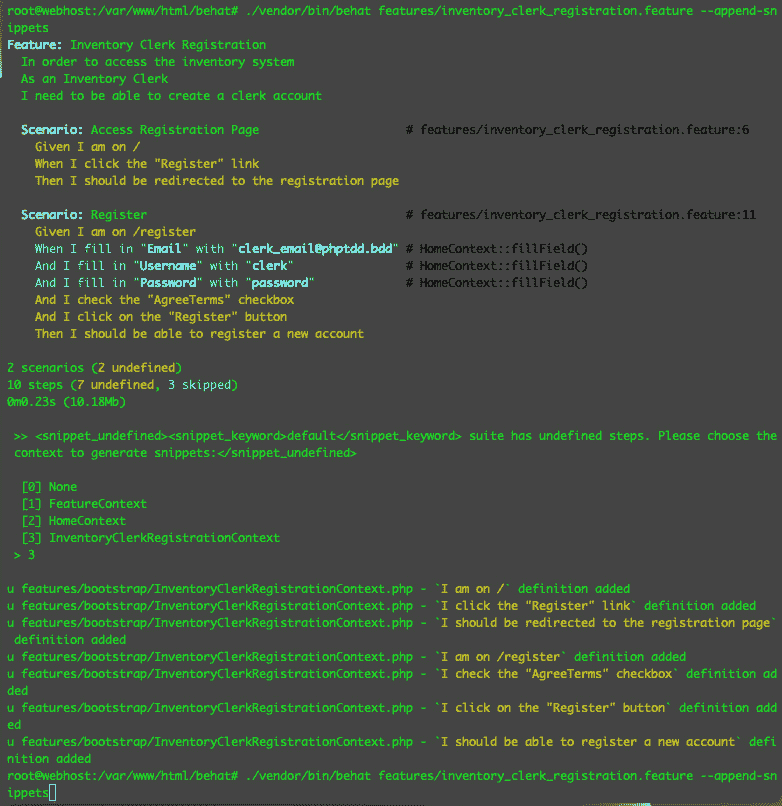 root@webhost:/var/www/html/behat# ./vendor/bin/behat features/inventory_clerk_registration.feature --append-sn
ippets
Feature: Inventory Clerk Registration
In order to access the inventory system
As an Inventory Clerk
I need to be able to create a clerk account
Scenario: Access Registration Page # features/inventory_clerk_registration.feature:6
Given I am on /
When I click the "Register" link
Then I should be redirected to the registration page
Scenario: Register # features/inventory_clerk_registration.feature:11
Given I am on /register
When I fill in "Email" with "clerk_email@phptdd.bdd" # HomeContext::fillField()
And I fill in "Username" with "clerk" # HomeContext::fillField()
And I fill in "Password" with "password" # HomeContext::fillField()
And I check the "AgreeTerms" checkbox
And I click on the "Register" button
Then I should be able to register a new account
2 scenarios (2 undefined)
10 steps (7 undefined, 3 skipped)
0m0.23s (10.18Mb)
>> <snippet_undefined><snippet_keyword>default</snippet_keyword> suite has undefined steps. Please choose the
context to generate snippets:</snippet_undefined>
[0] None
[1] FeatureContext
[2] HomeContext
[3] InventoryClerkRegistrationContext
> 3
u features/bootstrap/InventoryClerkRegistrationContext.php - `I am on /` definition added
u features/bootstrap/InventoryClerkRegistrationContext.php - `I click the "Register" link` definition added
u features/bootstrap/InventoryClerkRegistrationContext.php - `I should be redirected to the registration page`
definition added
u features/bootstrap/InventoryClerkRegistrationContext.php - `I am on /register` definition added
u features/bootstrap/InventoryClerkRegistrationContext.php - `I check the "AgreeTerms" checkbox` definition ad
ded
u features/bootstrap/InventoryClerkRegistrationContext.php - `I click on the "Register" button` definition add
ed
u features/bootstrap/InventoryClerkRegistrationContext.php - `I should be able to register a new account` defi
nition added
root@webhost:/var/www/html/behat# ./vendor/bin/behat features/inventory_clerk_registration.feature --append-sn
ippets